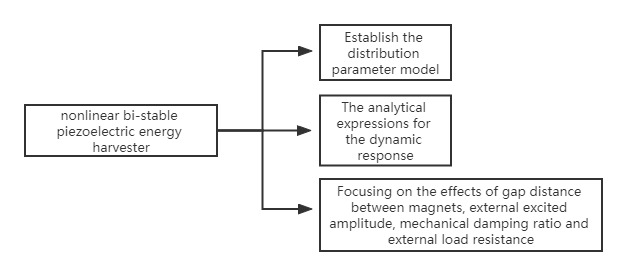 Establish the
distribution
parameter model
nonlinear bi-stable
piezoelectric energy
harvester
The analytical
expressions for
the dynamic
response
Focusing on the effects of gap distance
between magnets, external excited
amplitude, mechanical damping ratio and
external load resistance